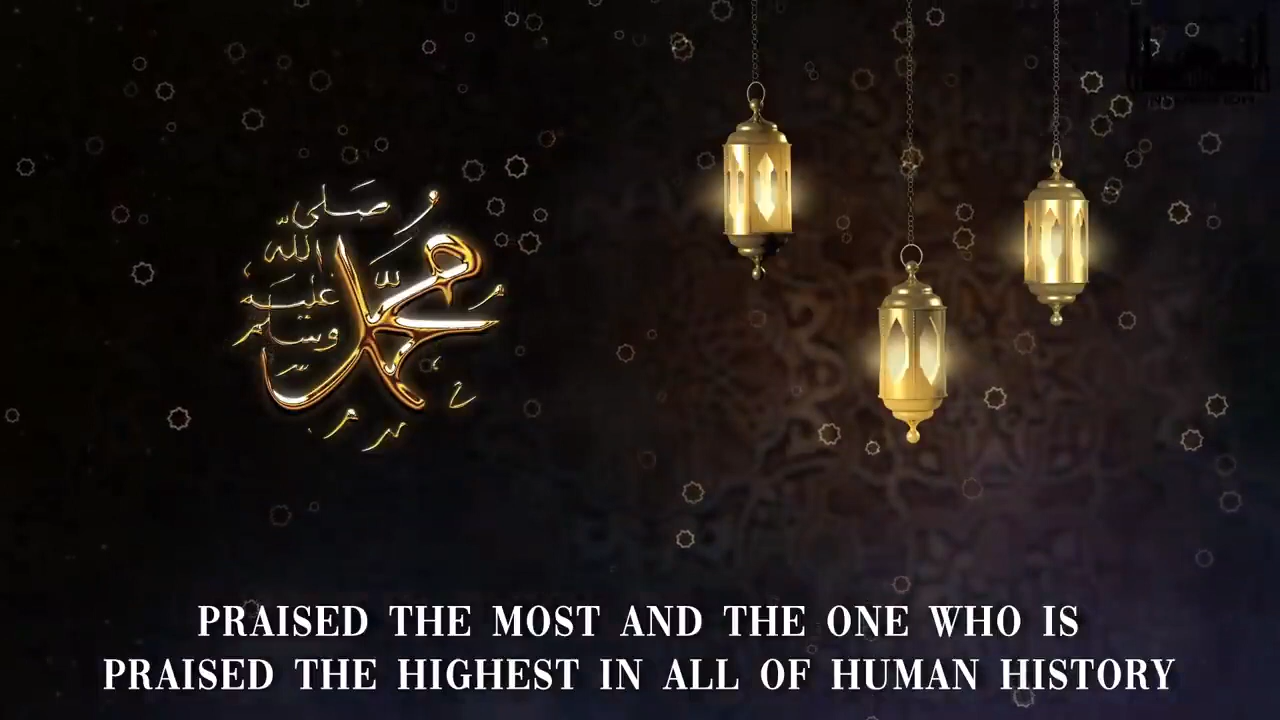 صلى
الله
عليه
وسلم
محمد
PRAISED THE MOST AND THE ONE WHO IS
PRAISED THE HIGHEST IN ALL OF HUMAN HISTORY